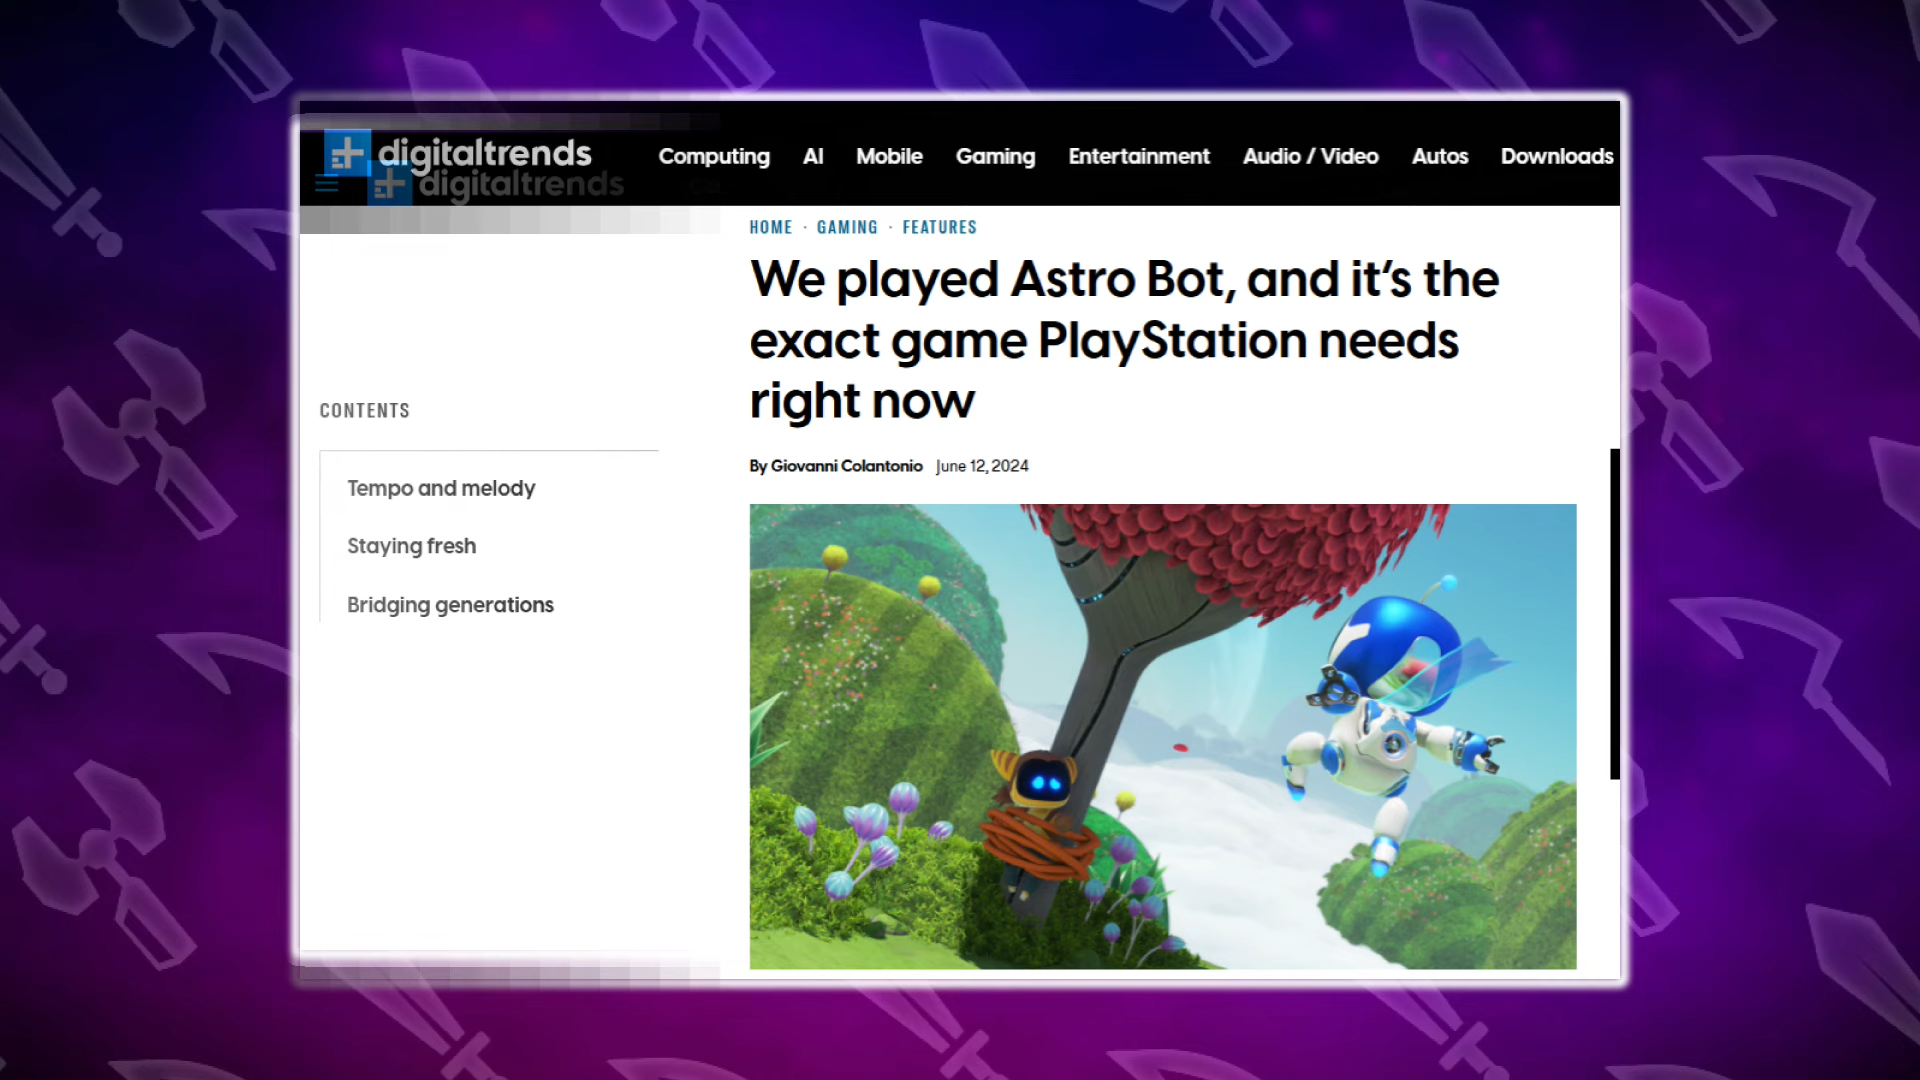 digitaltrends
digitaltrends
Computing AI Mobile Gaming Entertainment Audio / Video Autos Downloads
HOME · GAMING · FEATURES
We played Astro Bot, and it’s the
exact game PlayStation needs
right now
By Giovanni Colantonio June 12, 2024
CONTENTS
Tempo and melody
Staying fresh
Bridging generations